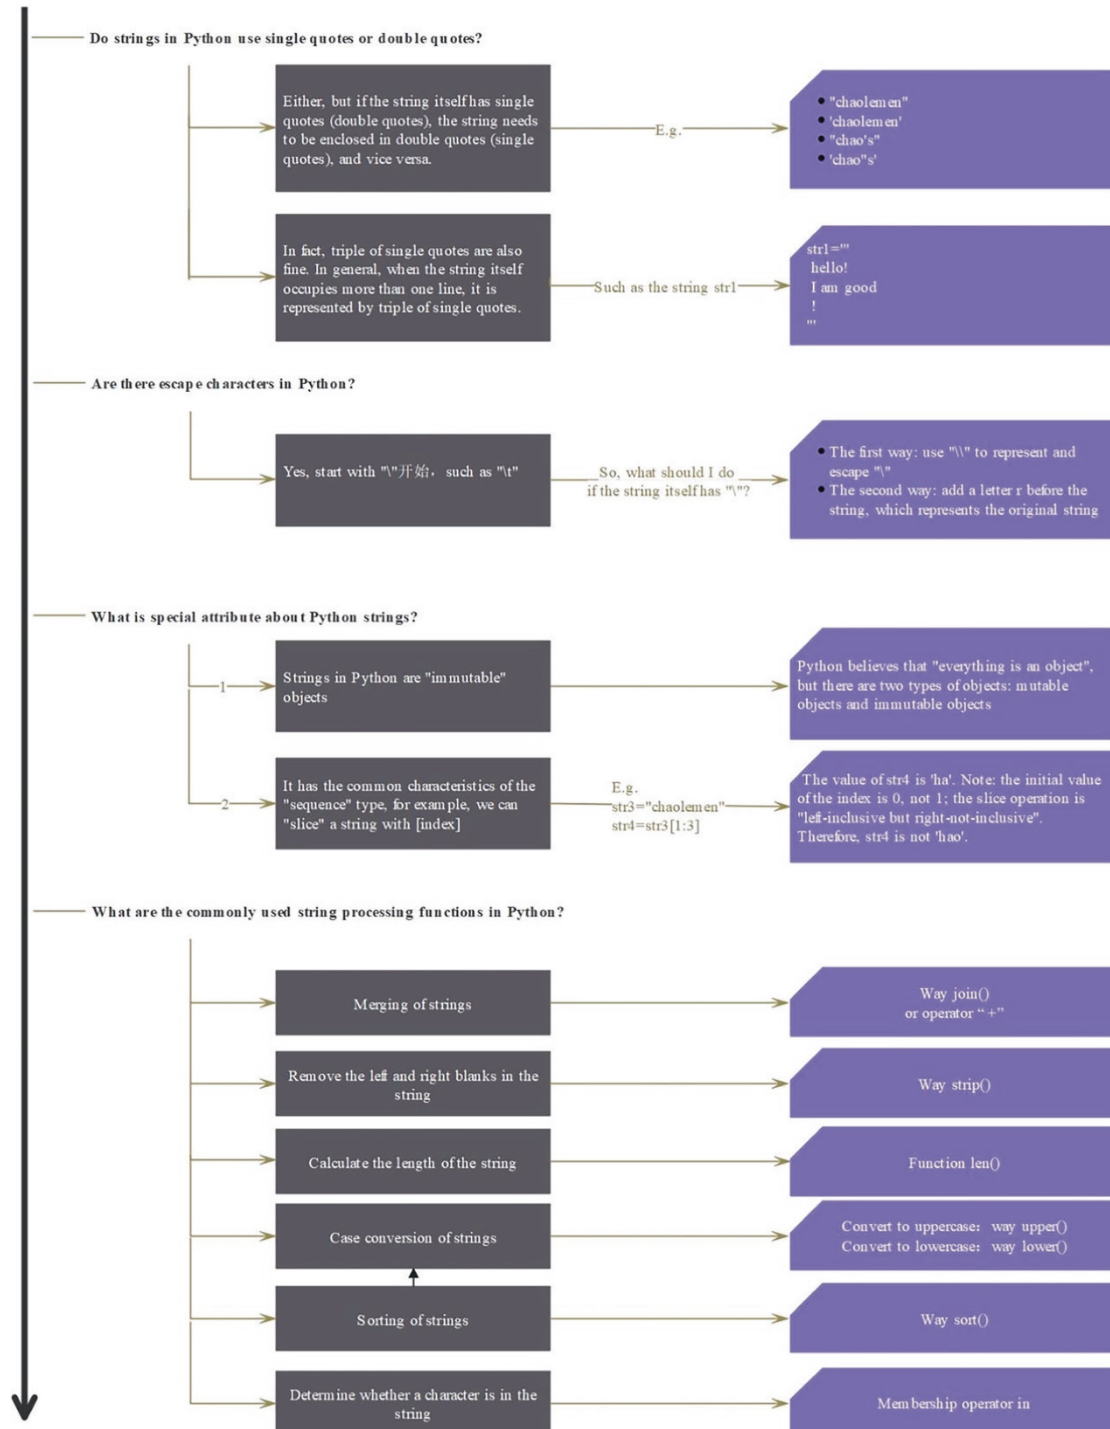 Do strings in Python use single quotes or double quotes?
Either, but if the string itself has single
quotes (double quotes), the string needs
to be enclosed in double quotes (single
quotes), and vice versa.
E.g.
"chaolemen"
'chaolemen'
"chao's"
'chao"s'
In fact, triple of single quotes are also
fine. In general, when the string itself
occupies more than one line, it is
represented by triple of single quotes.
Such as the string str1
str1='''
hello!
I am good
!
'''
Are there escape characters in Python?
Yes, start with "\"开始，such as "\t"
So, what should I do
if the string itself has "\"?
The first way: use "\\" to represent and
escape "\"
The second way: add a letter r before the
string, which represents the original string
What is special attribute about Python strings?
1
Strings in Python are "immutable"
objects
Python believes that "everything is an object",
but there are two types of objects: mutable
objects and immutable objects
2
It has the common characteristics of the
"sequence" type, for example, we can
"slice" a string with [index]
E.g.
str3="chaolemen"
str4=str3[1:3]
The value of str4 is 'ha'. Note: the initial value
of the index is 0, not 1; the slice operation is
"left-inclusive but right-not-inclusive".
Therefore, str4 is not 'hao'.
What are the commonly used string processing functions in Python?
Merging of strings
Way join()
or operator “+”
Remove the left and right blanks in the
string
Way strip()
Calculate the length of the string
Function len()
Case conversion of strings
Convert to uppercase：way upper()
Convert to lowercase：way lower()
Sorting of strings
Way sort()
Determine whether a character is in the
string
Membership operator in